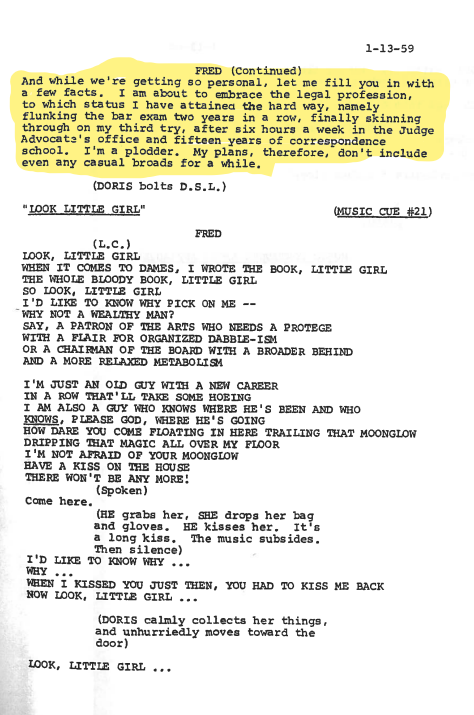 1-13-59
FRED (Continued)
And while we're getting so personal, let me fill you in with
a few facts. I am about to embrace the legal profession,
to which status I have attained the hard way, namely
flunking the bar exam two years in a row, finally skinning
through on my third try, after six hours a week in the Judge
Advocate's office and fifteen years of correspondence
school. I'm a plodder. My plans, therefore, don't include
even any casual broads for a while.
(DORIS bolts D.S.L.)
"LOOK LITTLE GIRL" (MUSIC CUE #21)
FRED
(L.C.)
LOOK, LITTLE GIRL
WHEN IT COMES TO DAMES, I WROTE THE BOOK, LITTLE GIRL
THE WHOLE BLOODY BOOK, LITTLE GIRL
SO LOOK, LITTLE GIRL
I'D LIKE TO KNOW WHY PICK ON ME --
WHY NOT A WEALTHY MAN?
SAY, A PATRON OF THE ARTS WHO NEEDS A PROTEGE
WITH A FLAIR FOR ORGANIZED DABBLE-ISM
OR A CHAIRMAN OF THE BOARD WITH A BROADER BEHIND
AND A MORE RELAXED METABOLISM
I'M JUST AN OLD GUY WITH A NEW CAREER
IN A ROW THAT'LL TAKE SOME HOEING
I AM ALSO A GUY WHO KNOWS WHERE HE'S BEEN AND WHO
KNOWS, PLEASE GOD, WHERE HE'S GOING
HOW DARE YOU COME FLOATING IN HERE TRAILING THAT MOONGLOW
DRIPPING THAT MAGIC ALL OVER MY FLOOR
I'M NOT AFRAID OF YOUR MOONGLOW
HAVE A KISS ON THE HOUSE
THERE WON'T BE ANY MORE!
(Spoken)
Come here.
(HE grabs her, SHE drops her bag
and gloves. HE kisses her. It's
a long kiss. The music subsides.
Then silence)
I'D LIKE TO KNOW WHY ...
WHY ...
WHEN I KISSED YOU JUST THEN, YOU HAD TO KISS ME BACK
NOW LOOK, LITTLE GIRL ...
(DORIS calmly collects her things,
and unhurriedly moves toward the
door)
LOOK, LITTLE GIRL ...